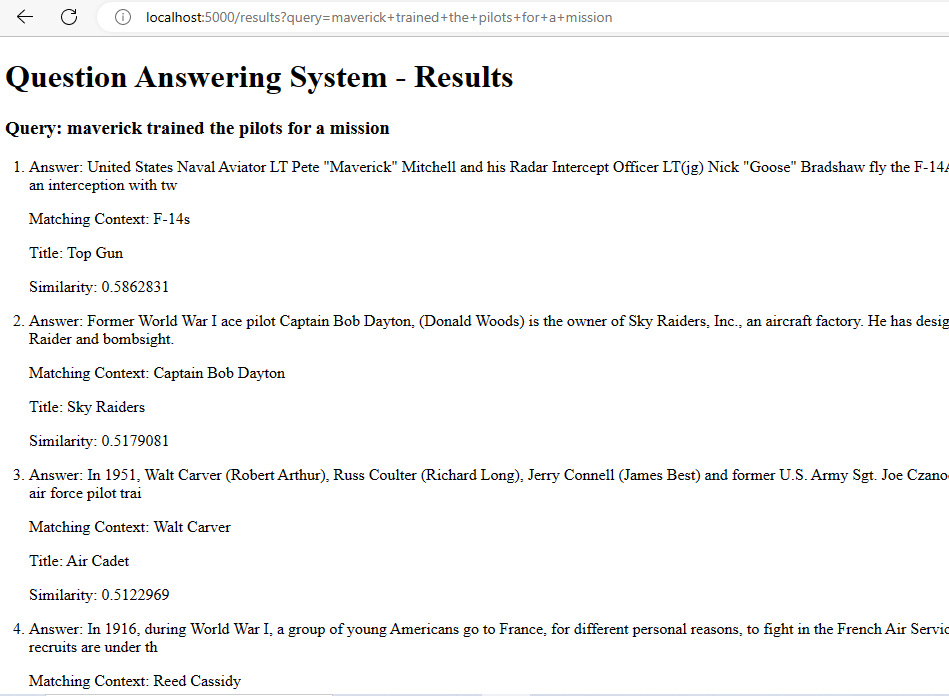 localhost:5000/results?query=maverick+trained+the+pilots+for+a+mission
Question Answering System - Results
Query: maverick trained the pilots for a mission
1. Answer: United States Naval Aviator LT Pete "Maverick" Mitchell and his Radar Intercept Officer LT(jg) Nick "Goose" Bradshaw fly the F-14
an interception with tw
Matching Context: F-14s
Title: Top Gun
Similarity: 0.5862831
2. Answer: Former World War I ace pilot Captain Bob Dayton, (Donald Woods) is the owner of Sky Raiders, Inc., an aircraft factory. He has desig
Raider and bombsight.
Matching Context: Captain Bob Dayton
Title: Sky Raiders
Similarity: 0.5179081
3. Answer: In 1951, Walt Carver (Robert Arthur), Russ Coulter (Richard Long), Jerry Connell (James Best) and former U.S. Army Sgt. Joe Czano
air force pilot trai
Matching Context: Walt Carver
Title: Air Cadet
Similarity: 0.5122969
4. Answer: In 1916, during World War I, a group of young Americans go to France, for different personal reasons, to fight in the French Air Servic
recruits are under th
Matching Context: Reed Cassidy